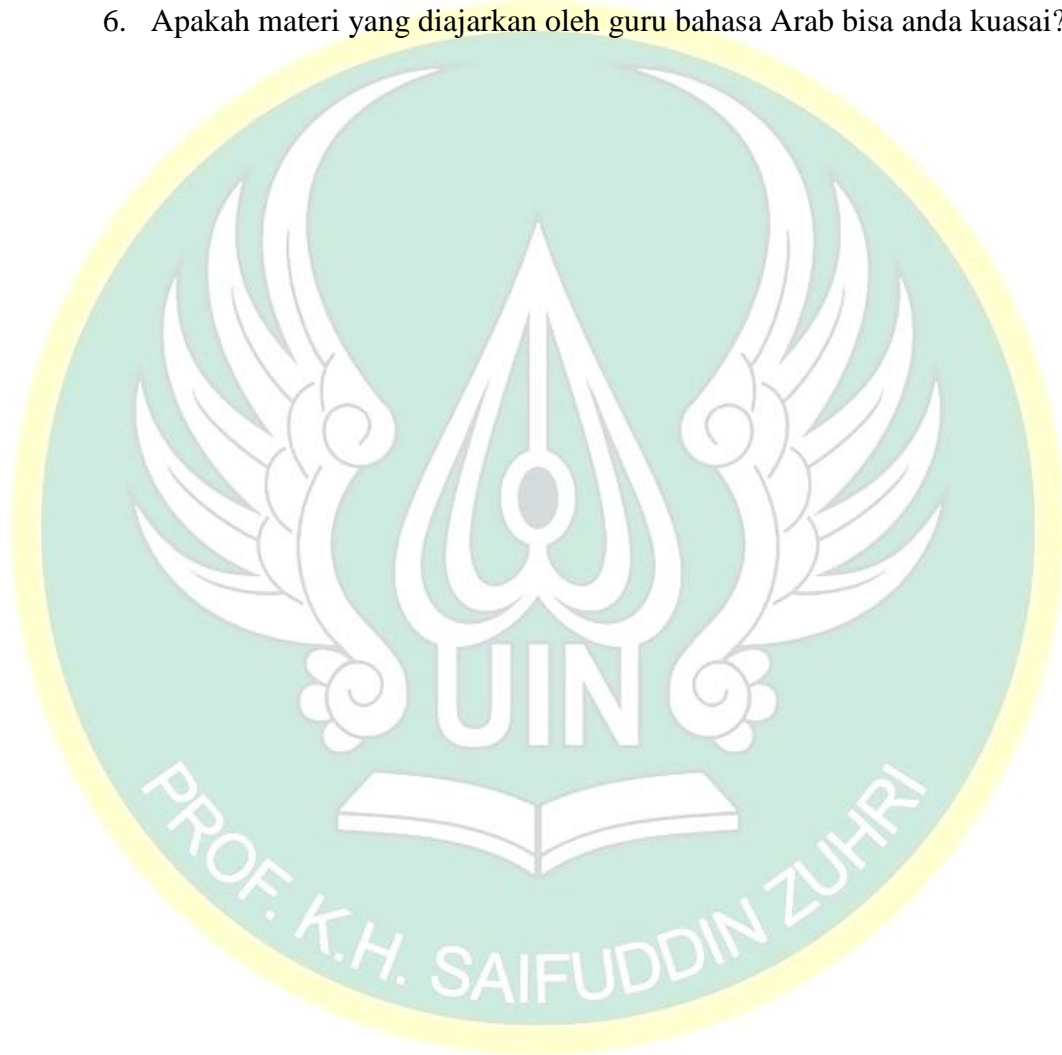 6. Apakah materi yang diajarkan oleh guru bahasa Arab bisa anda kuasai?
UIN
PROF. K.H. SAIFUDDIN ZUHRI